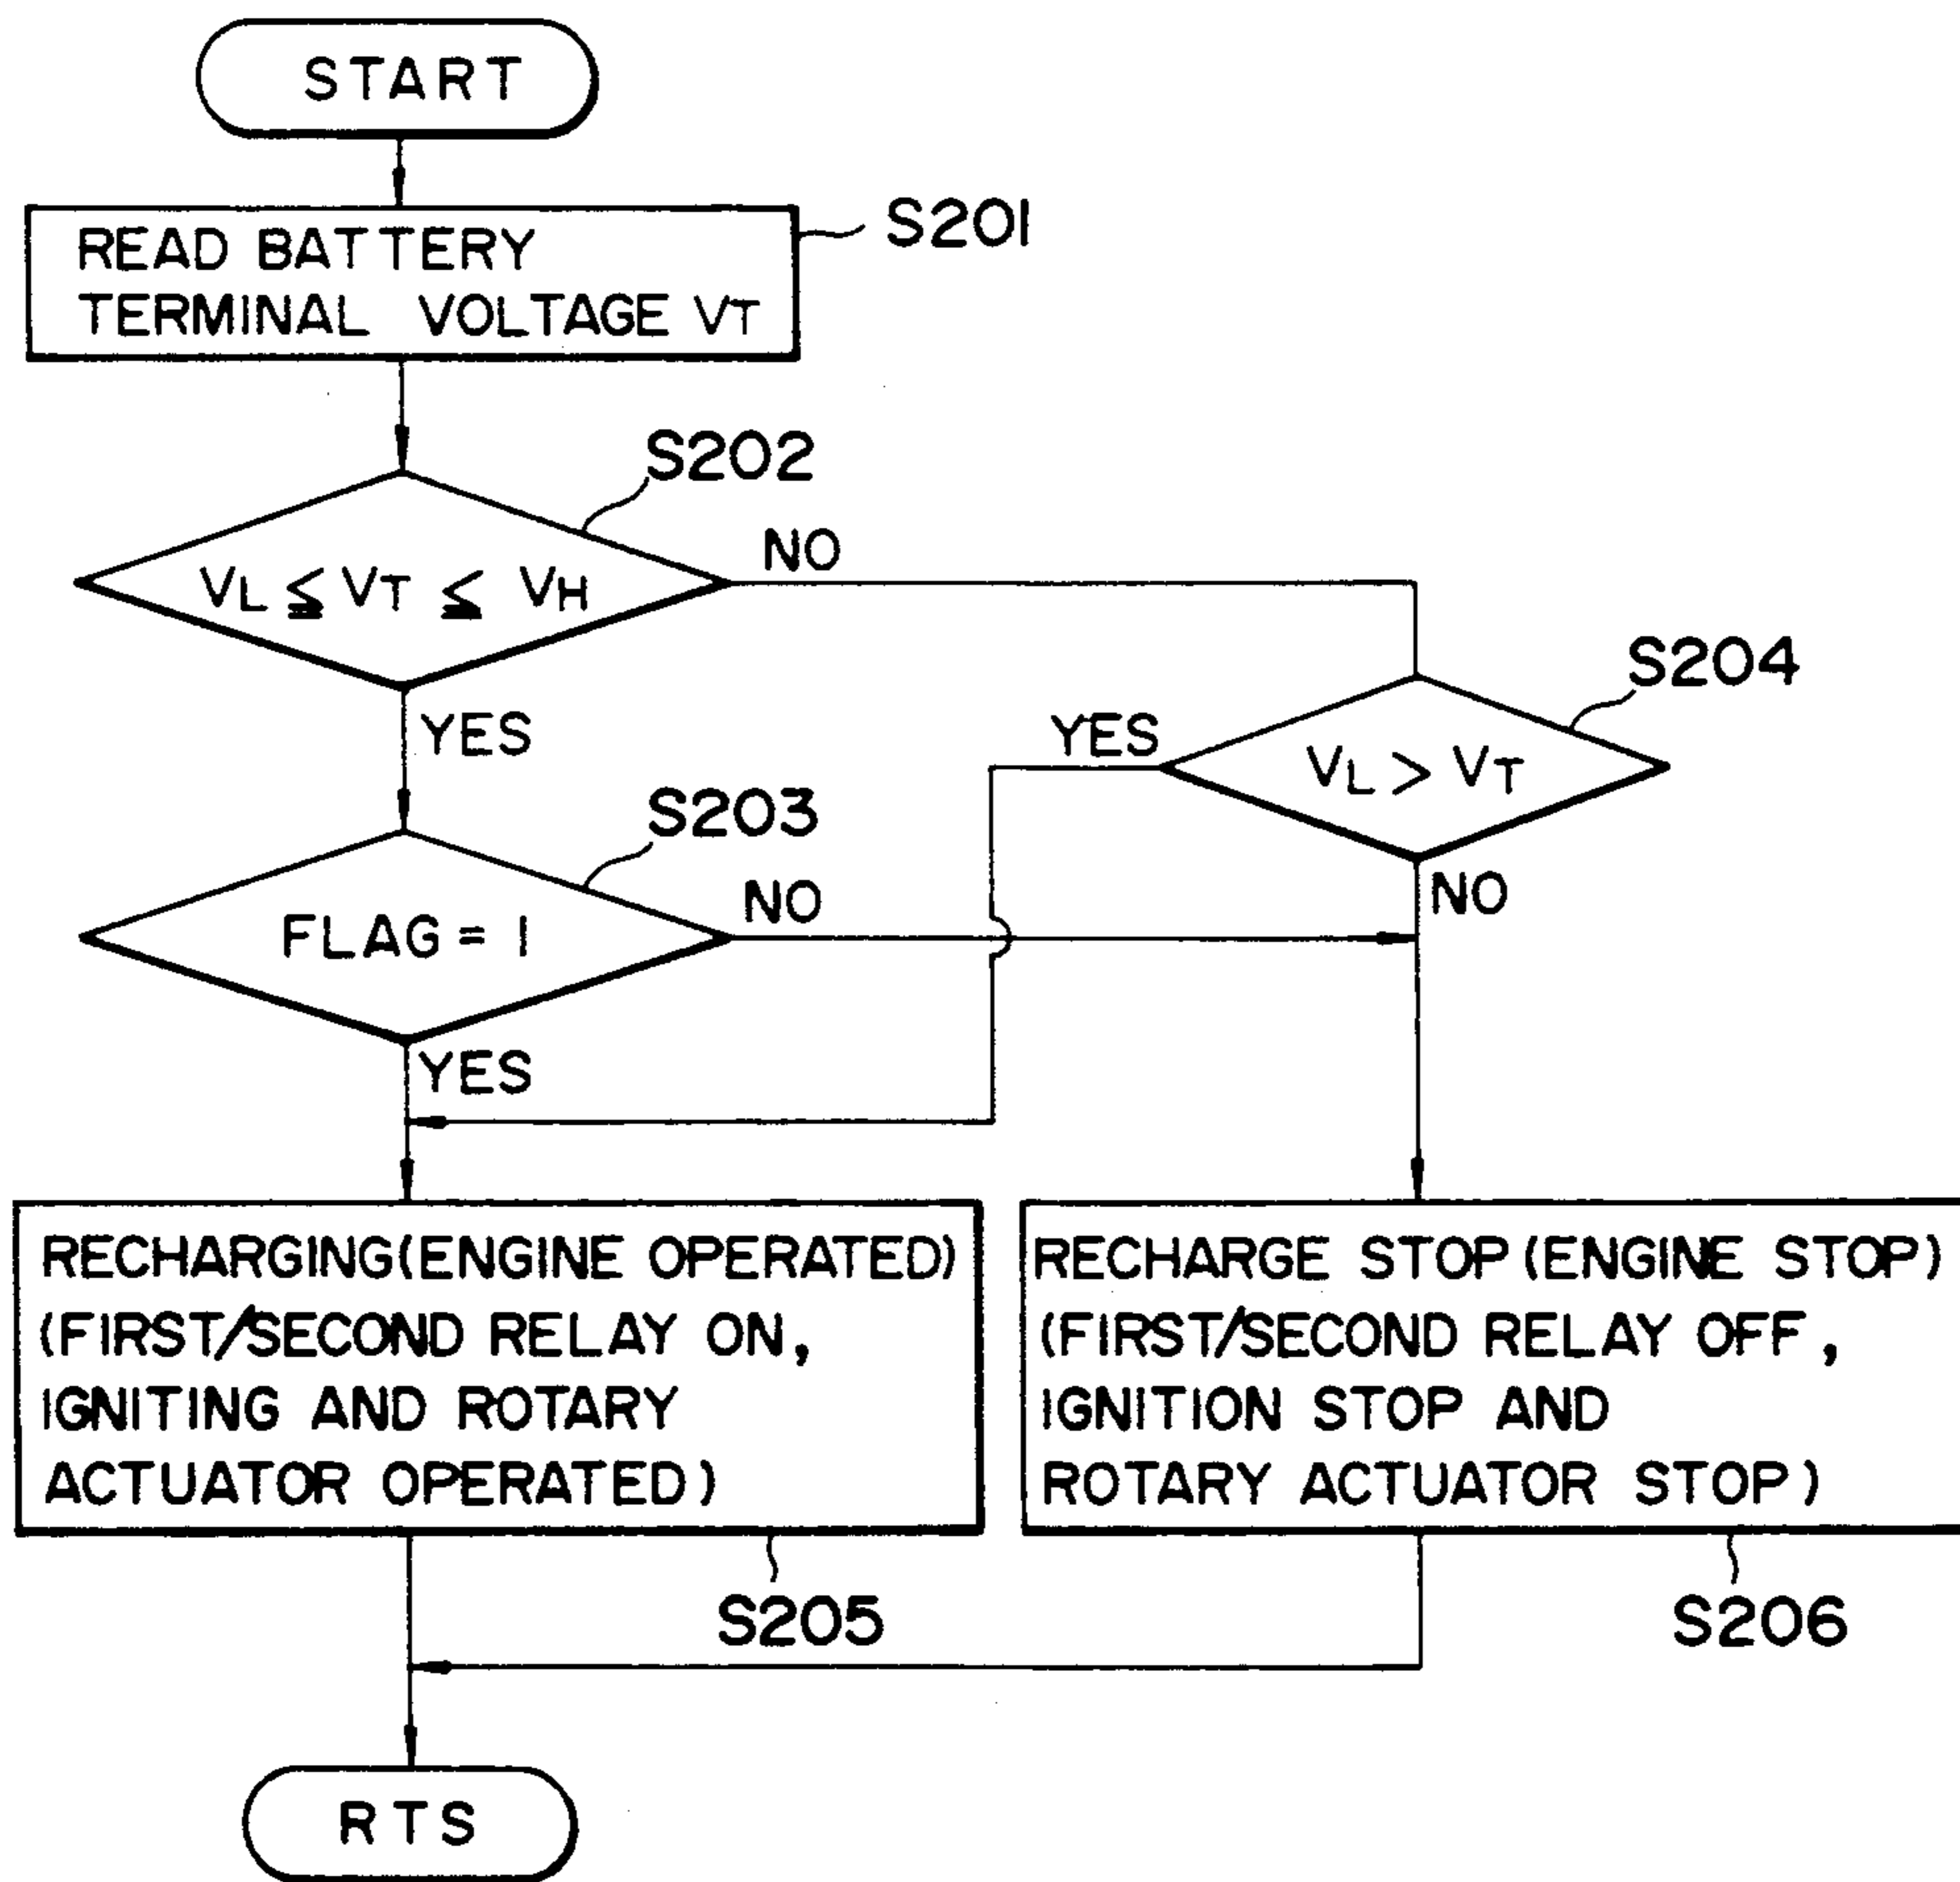 START
READ BATTERY
TERMINAL VOLTAGE VT
S201
S202
VL ≦ VT ≦ VH
NO
YES
S204
VL > VT
YES
NO
S203
FLAG = 1
NO
YES
RECHARGING(ENGINE OPERATED)
(FIRST/SECOND RELAY ON,
IGNITING AND ROTARY
ACTUATOR OPERATED)
S205
RECHARGE STOP(ENGINE STOP)
(FIRST/SECOND RELAY OFF,
IGNITION STOP AND
ROTARY ACTUATOR STOP)
S206
RTS